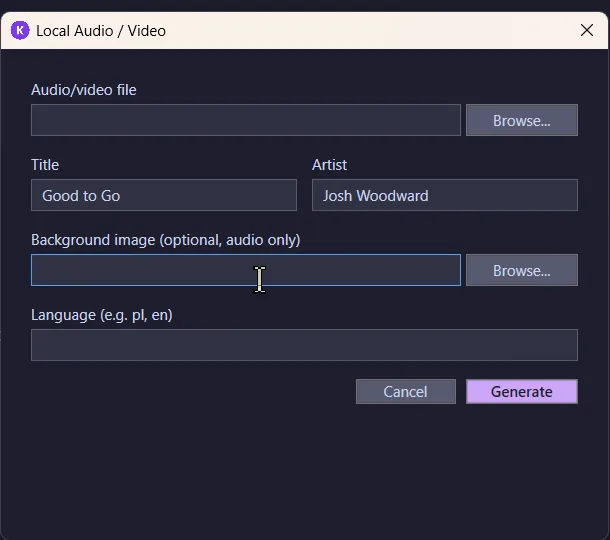 K Local Audio / Video
Audio/video file
Browse...
Title Artist
Good to Go Josh Woodward
Background image (optional, audio only)
Browse...
Language (e.g. pl, en)
Cancel Generate